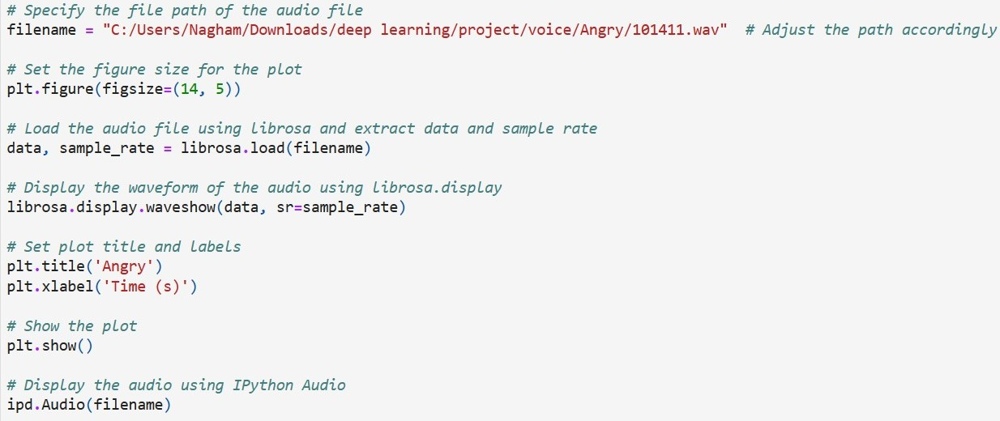 # Specify the file path of the audio file
filename = "C:/Users/Nagham/Downloads/deep learning/project/voice/Angry/101411.wav"  # Adjust the path accordingly
# Set the figure size for the plot
plt.figure(figsize=(14, 5))
# Load the audio file using librosa and extract data and sample rate
data, sample_rate = librosa.load(filename)
# Display the waveform of the audio using librosa.display
librosa.display.waveshow(data, sr=sample_rate)
# Set plot title and labels
plt.title('Angry')
plt.xlabel('Time (s)')
# Show the plot
plt.show()
# Display the audio using IPython Audio
ipd.Audio(filename)